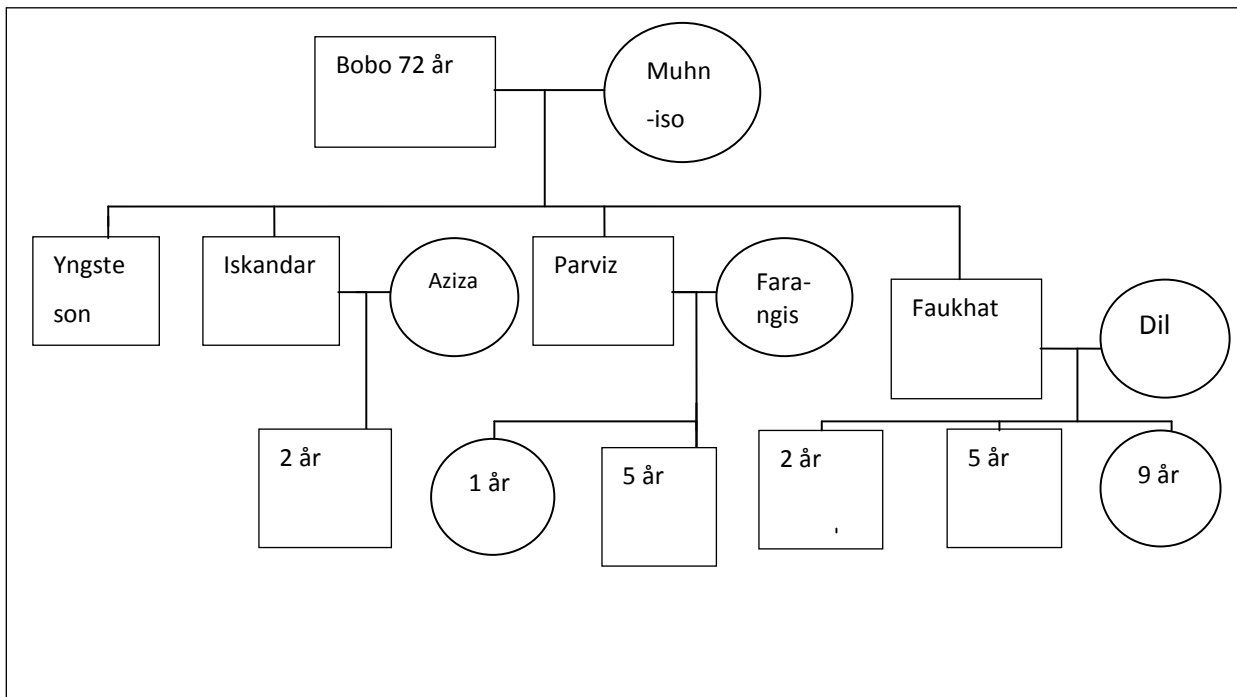 Bobo 72 år
Muhn
-iso
Yngste
son
Iskandar
Aziza
Parviz
Fara-
ngis
Faukhat
Dil
2 år
1 år
5 år
2 år
5 år
9 år